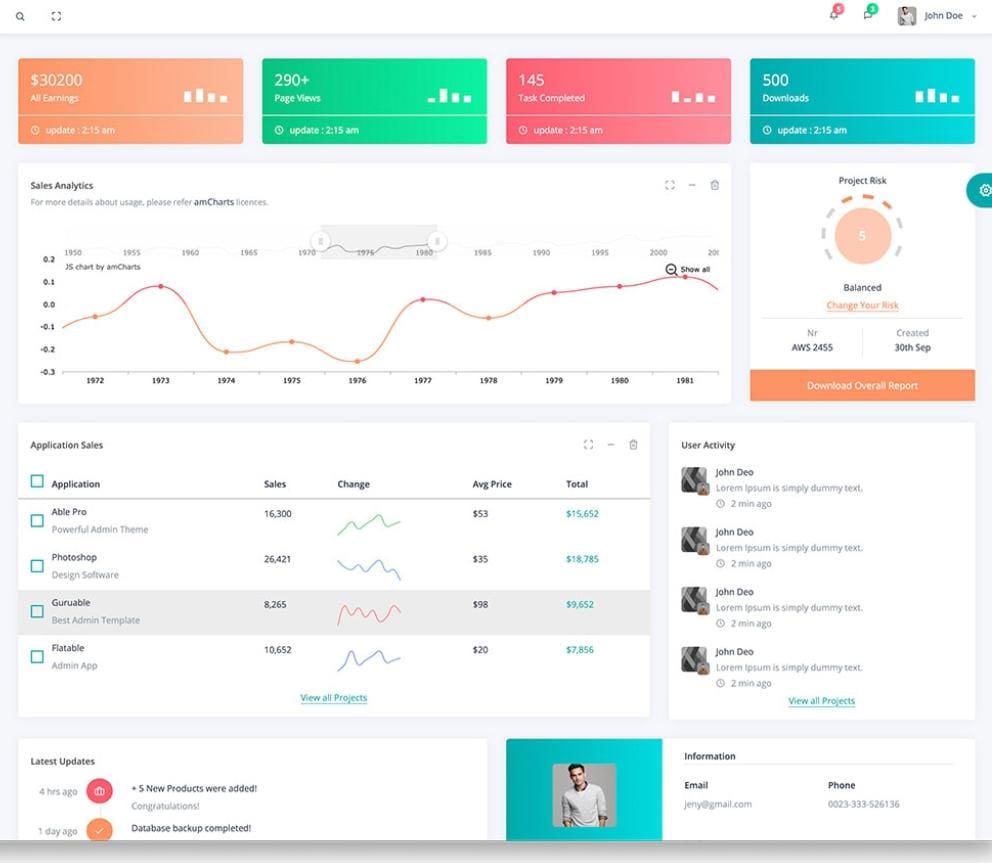 5
3
John Doe
$30200
All Earnings
update : 2:15 am
290+
Page Views
update : 2:15 am
145
Task Completed
update : 2:15 am
500
Downloads
update : 2:15 am
Sales Analytics
For more details about usage, please refer amCharts licences.
1950 1955 1960 1965 1970 1975 1980 1985 1990 1995 2000
JS chart by amCharts
Show all
0.2
0.1
0.0
-0.1
-0.2
-0.3
1972 1973 1974 1975 1976 1977 1978 1979 1980 1981
Project Risk
5
Balanced
Change Your Risk
Nr Created
AWS 2455 30th Sep
Download Overall Report
Application Sales
Application Sales Change Avg Price Total
Able Pro 16,300 $53 $15,652
Powerful Admin Theme
Photoshop 26,421 $35 $18,785
Design Software
Guruable 8,265 $98 $9,652
Best Admin Template
Flatable 10,652 $20 $7,856
Admin App
View all Projects
User Activity
John Deo
Lorem Ipsum is simply dummy text.
2 min ago
John Deo
Lorem Ipsum is simply dummy text.
2 min ago
John Deo
Lorem Ipsum is simply dummy text.
2 min ago
John Deo
Lorem Ipsum is simply dummy text.
2 min ago
View all Projects
Latest Updates
4 hrs ago + 5 New Products were added!
Congratulations!
1 day ago Database backup completed!
Information
Email Phone
jeny@gmail.com 0023-333-526136